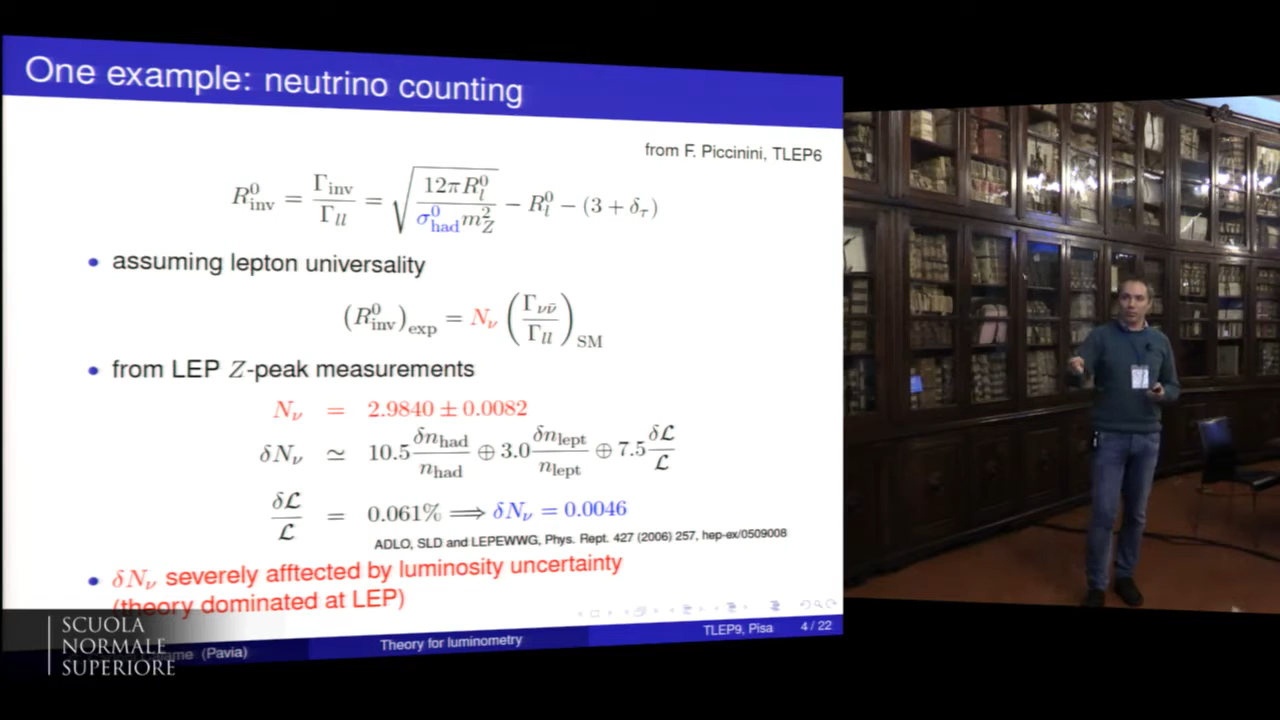 One example: neutrino counting
from F. Piccinini, TLEP6
R⁰_inv = Γ_inv / Γ_ll = √(12πR⁰_l / σ⁰_had m²_Z) − R⁰_l − (3 + δ_τ)
• assuming lepton universality
(R⁰_inv)_exp = N_ν (Γ_νν̄ / Γ_ll)_SM
• from LEP Z-peak measurements
N_ν = 2.9840 ± 0.0082
δN_ν ≃ 10.5 δn_had / n_had ⊕ 3.0 δn_lept / n_lept ⊕ 7.5 δℒ / ℒ
δℒ / ℒ = 0.061% ⟹ δN_ν = 0.0046
ADLO, SLD and LEPEWWG, Phys. Rept. 427 (2006) 257, hep-ex/0509008
• δN_ν severely afftected by luminosity uncertainty
(theory dominated at LEP)
(Pavia) Theory for luminometry TLEP9, Pisa 4 / 22
SCUOLA
NORMALE
SUPERIORE